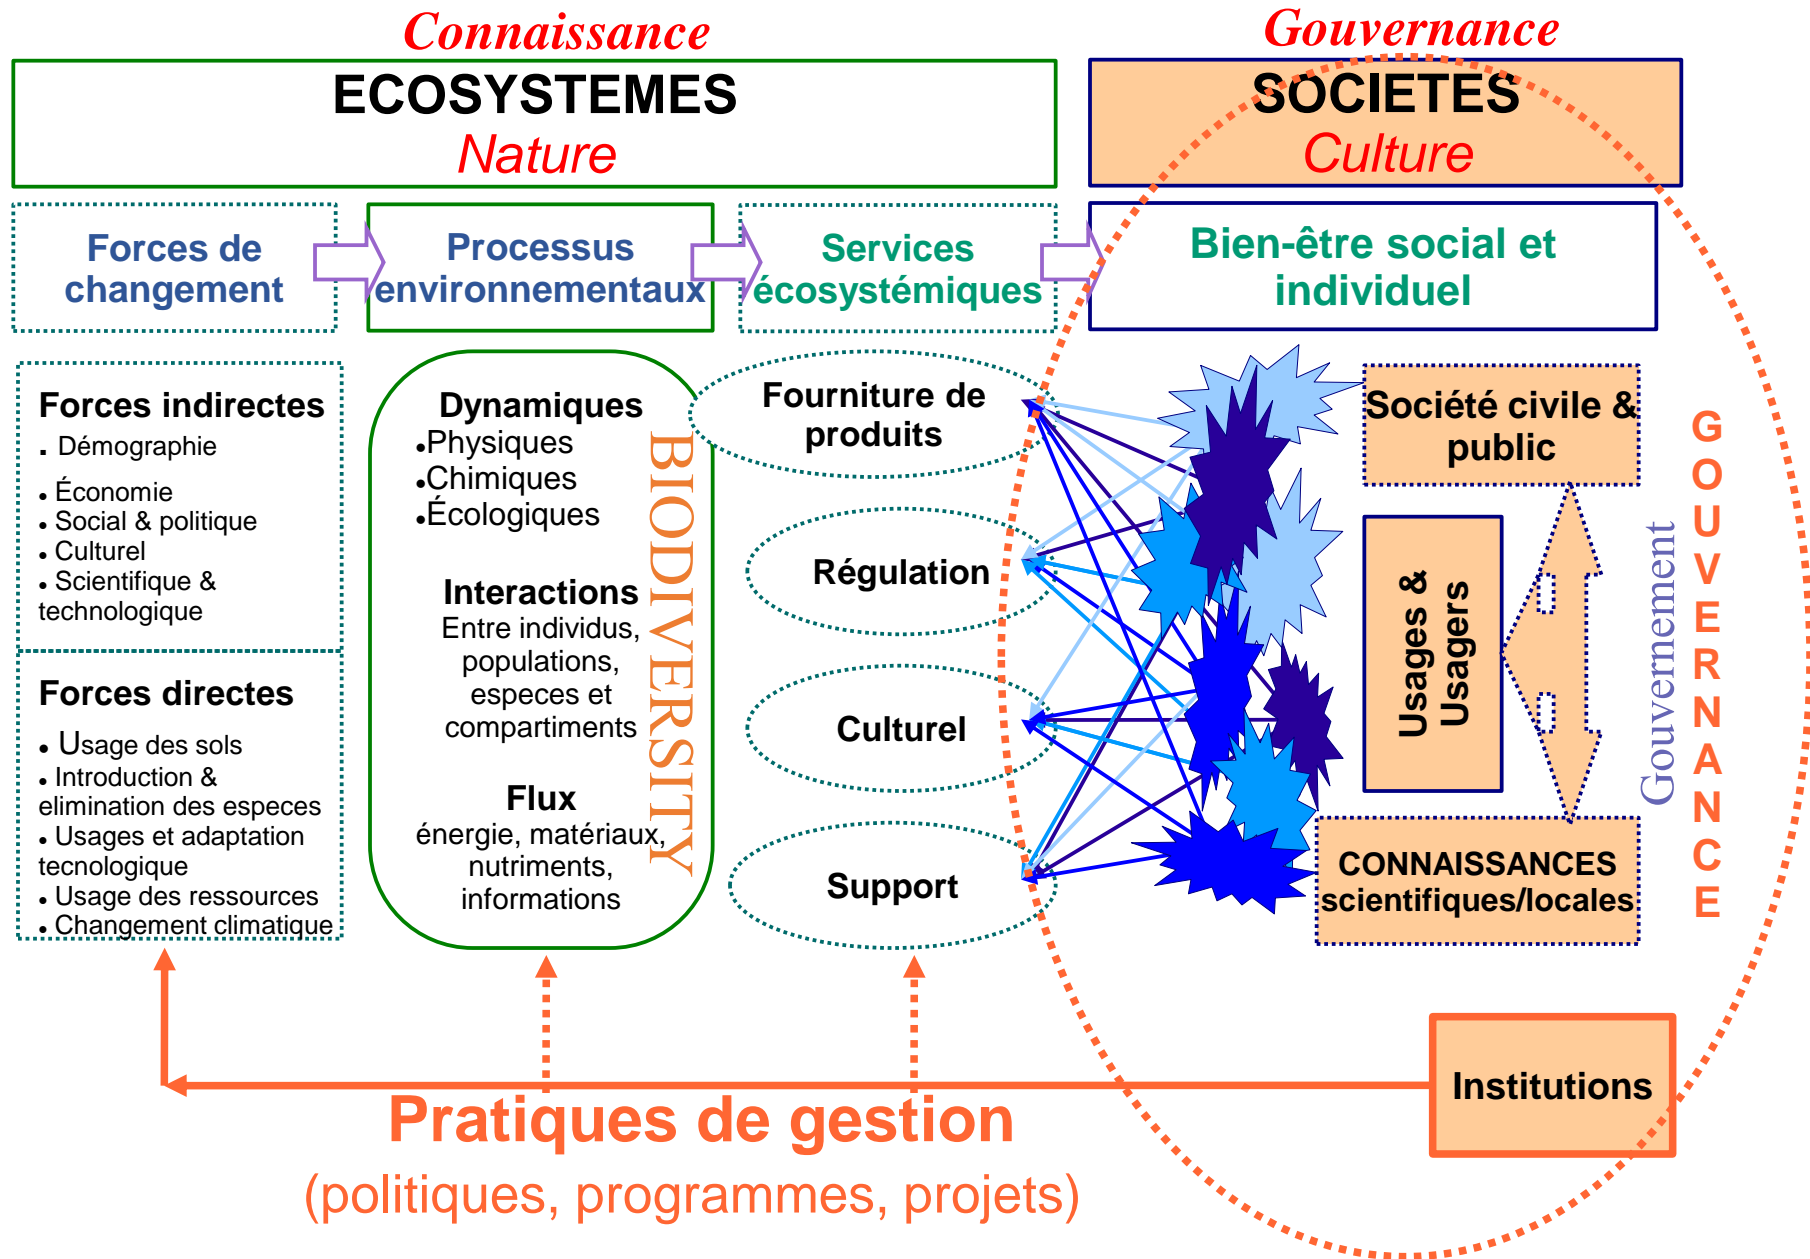 Connaissance
Gouvernance
ECOSYSTEMES
Nature
SOCIETES
Culture
Forces de
changement
Processus
environnementaux
Services
écosystémiques
Bien-être social et
individuel
Forces indirectes
. Démographie
• Économie
• Social & politique
• Culturel
• Scientifique &
technologique
Forces directes
• Usage des sols
• Introduction &
elimination des especes
• Usages et adaptation
tecnologique
• Usage des ressources
• Changement climatique
Dynamiques
•Physiques
•Chimiques
•Écologiques
Interactions
Entre individus,
populations,
especes et
compartiments
Flux
énergie, matériaux,
nutriments,
informations
BIODIVERSITY
Fourniture de
produits
Régulation
Culturel
Support
Société civile &
public
Usages &
Usagers
CONNAISSANCES
scientifiques/locales
Gouvernement
GOUVERNANCE
Institutions
Pratiques de gestion
(politiques, programmes, projets)